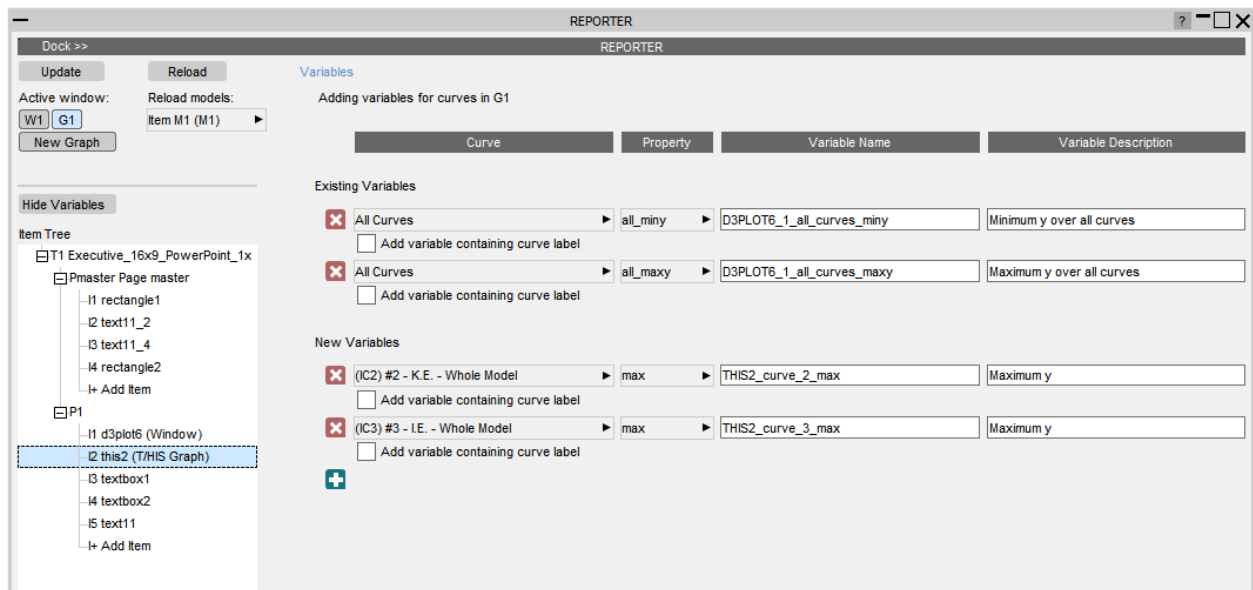 REPORTER
?
Dock >>
REPORTER
Update
Reload
Variables
Active window:
Reload models:
Adding variables for curves in G1
W1
G1
Item M1 (M1)
New Graph
Curve
Property
Variable Name
Variable Description
Existing Variables
Hide Variables
All Curves
all_miny
D3PLOT6_1_all_curves_miny
Minimum y over all curves
Add variable containing curve label
Item Tree
T1 Executive_16x9_PowerPoint_1x
All Curves
all_maxy
D3PLOT6_1_all_curves_maxy
Maximum y over all curves
Pmaster Page master
Add variable containing curve label
I1 rectangle1
I2 text11_2
I3 text11_4
New Variables
I4 rectangle2
(IC2) #2 - K.E. - Whole Model
max
THIS2_curve_2_max
Maximum y
I+ Add Item
Add variable containing curve label
P1
(IC3) #3 - I.E. - Whole Model
max
THIS2_curve_3_max
Maximum y
I1 d3plot6 (Window)
Add variable containing curve label
I2 this2 (T/HIS Graph)
I3 textbox1
I4 textbox2
I5 text11
I+ Add Item